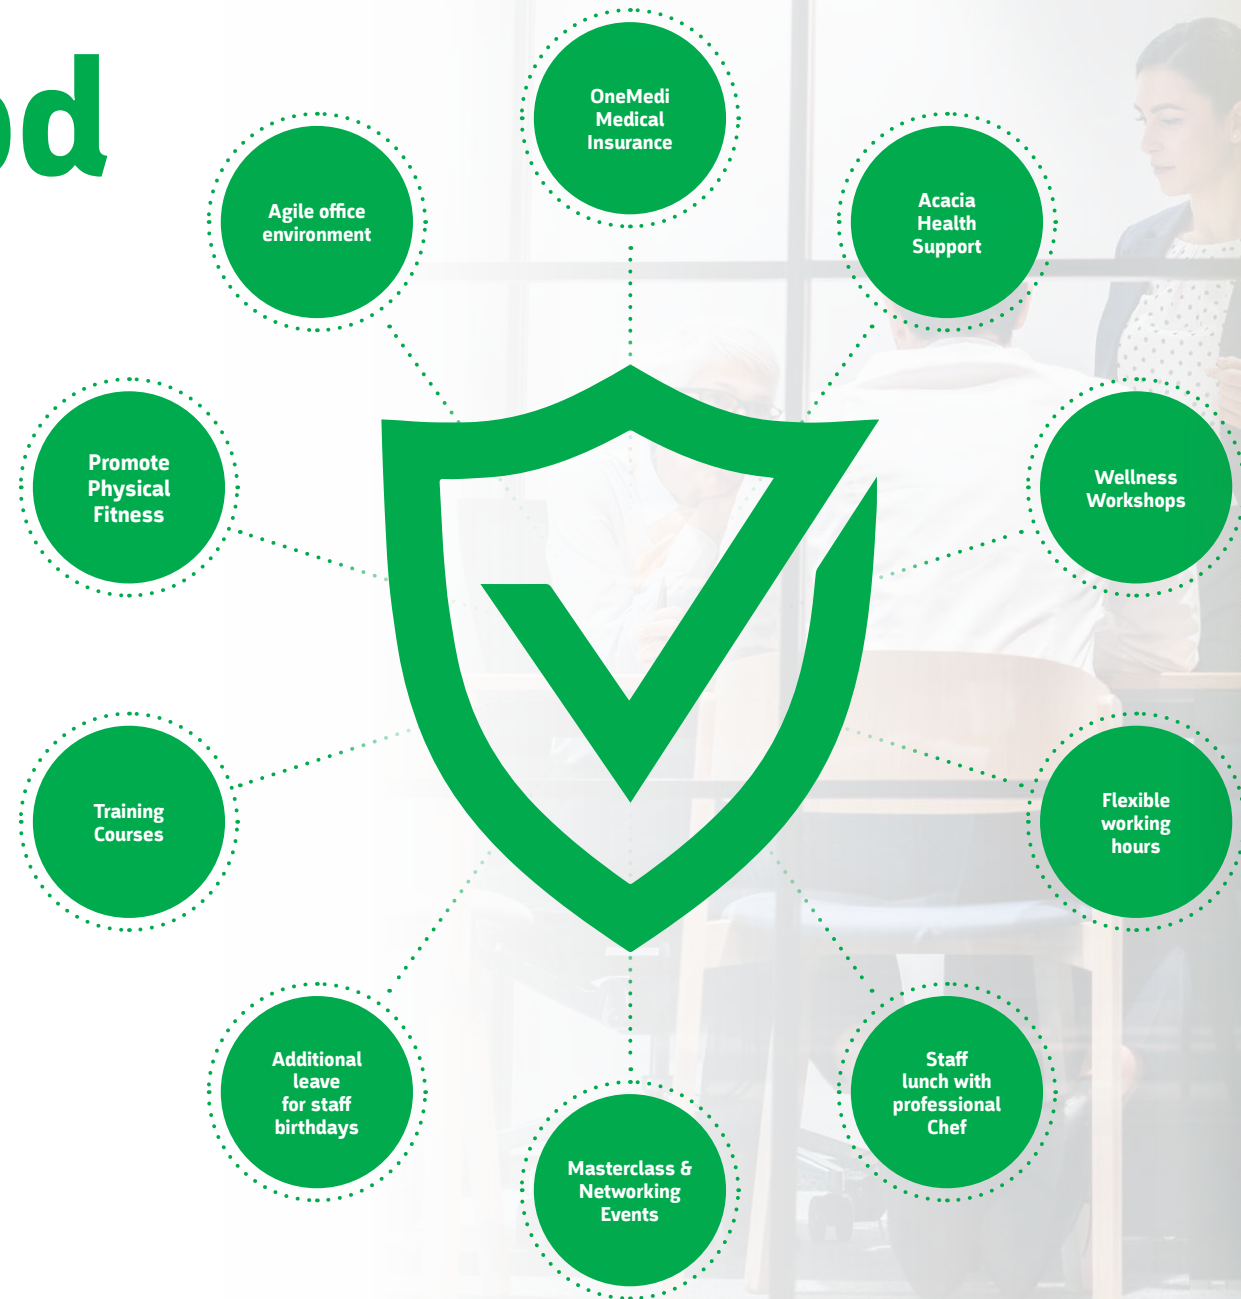 OneMedi
Medical
Insurance
Acacia
Health
Support
Wellness
Workshops
Flexible
working
hours
Staff
lunch with
professional
Chef
Masterclass &
Networking
Events
Additional
leave
for staff
birthdays
Training
Courses
Promote
Physical
Fitness
Agile office
environment